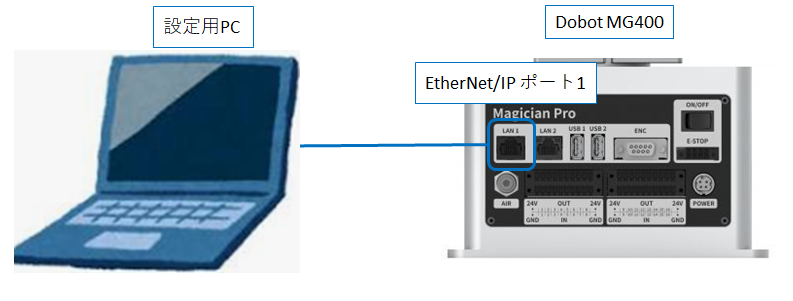 設定用PC
Dobot MG400
EtherNet/IP ポート1
Magician Pro
ON/OFF
LAN 1
LAN 2
USB 1
USB 2
ENC
E-STOP
AIR
24V
OUT
24V
24V
OUT
24V
POWER
GND
IN
GND
GND
IN
GND